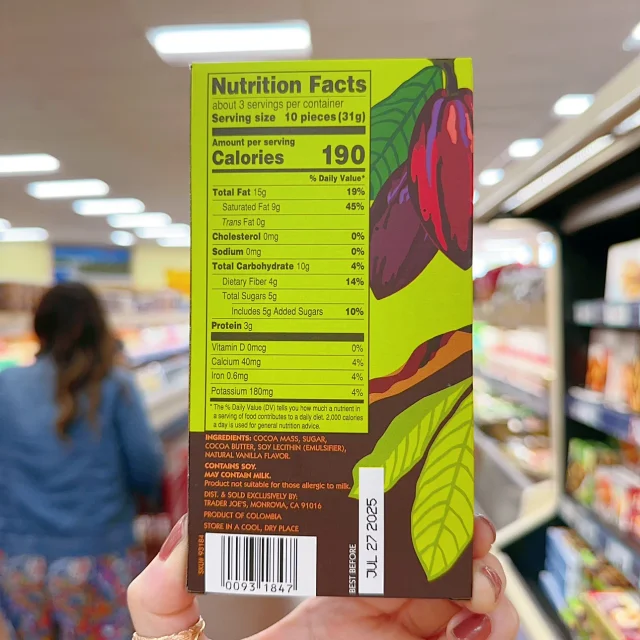 Nutrition Facts
about 3 servings per container
Serving size 10 pieces (31g)
Amount per serving
Calories 190
% Daily Value*
Total Fat 15g 19%
Saturated Fat 9g 45%
Trans Fat 0g
Cholesterol 0mg 0%
Sodium 0mg 0%
Total Carbohydrate 10g 4%
Dietary Fiber 4g 14%
Total Sugars 5g
Includes 5g Added Sugars 10%
Protein 3g
Vitamin D 0mcg 0%
Calcium 40mg 4%
Iron 0.6mg 4%
Potassium 180mg 4%
* The % Daily Value (DV) tells you how much a nutrient in
a serving of food contributes to a daily diet. 2,000 calories
a day is used for general nutrition advice.
INGREDIENTS: COCOA MASS, SUGAR,
COCOA BUTTER, SOY LECITHIN (EMULSIFIER),
NATURAL VANILLA FLAVOR.
CONTAINS SOY.
MAY CONTAIN MILK.
Product not suitable for those allergic to milk.
DIST. & SOLD EXCLUSIVELY BY:
TRADER JOE'S, MONROVIA, CA 91016
PRODUCT OF COLOMBIA
STORE IN A COOL, DRY PLACE
SKU# 93184
0093 1847
BEST BEFORE
JUL 27 2025